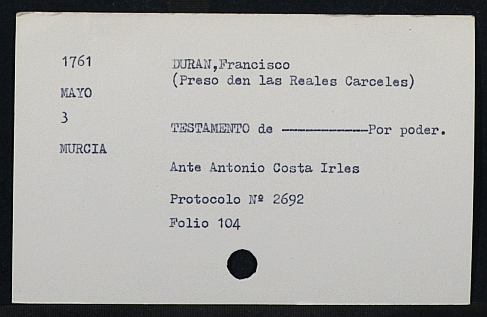 1761
MAYO
3
MURCIA
DURAN,Francisco
(Preso den las Reales Carceles)
TESTAMENTO de ------------Por poder.
Ante Antonio Costa Irles
Protocolo Nº 2692
Folio 104